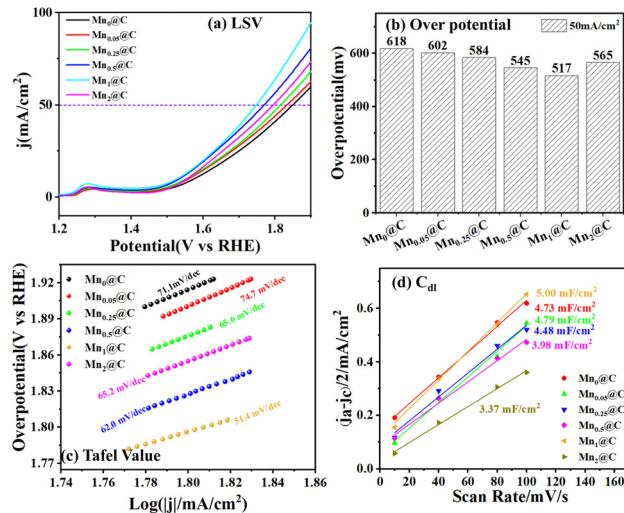 (a) LSV
Mn0@C
Mn0.05@C
Mn0.25@C
Mn0.5@C
Mn1@C
Mn2@C
100
50
0
j(mA/cm²)
1.2 1.4 1.6 1.8
Potential(V vs RHE)
(b) Over potential
50mA/cm²
618 602 584 545 517 565
800
600
400
200
0
Overpotential(mv)
Mn0@C Mn0.05@C Mn0.25@C Mn0.5@C Mn1@C Mn2@C
Mn0@C
Mn0.05@C
Mn0.25@C
Mn0.5@C
Mn1@C
Mn2@C
71.1mV/dec
74.7 mV/dec
65.6 mV/dec
65.2 mV/dec
62.0 mV/dec
51.4 mV/dec
1.92
1.89
1.86
1.83
1.80
1.77
Overpotential(V vs RHE)
(c) Tafel Value
1.74 1.76 1.78 1.80 1.82 1.84 1.86
Log(|j|/mA/cm²)
(d) Cdl
5.00 mF/cm²
4.73 mF/cm²
4.79 mF/cm²
4.48 mF/cm²
3.98 mF/cm²
3.37 mF/cm²
Mn0@C
Mn0.05@C
Mn0.25@C
Mn0.5@C
Mn1@C
Mn2@C
0.6
0.4
0.2
0.0
(ja-jc)/2/mA/cm²
0 20 40 60 80 100 120 140
Scan Rate/mV/s